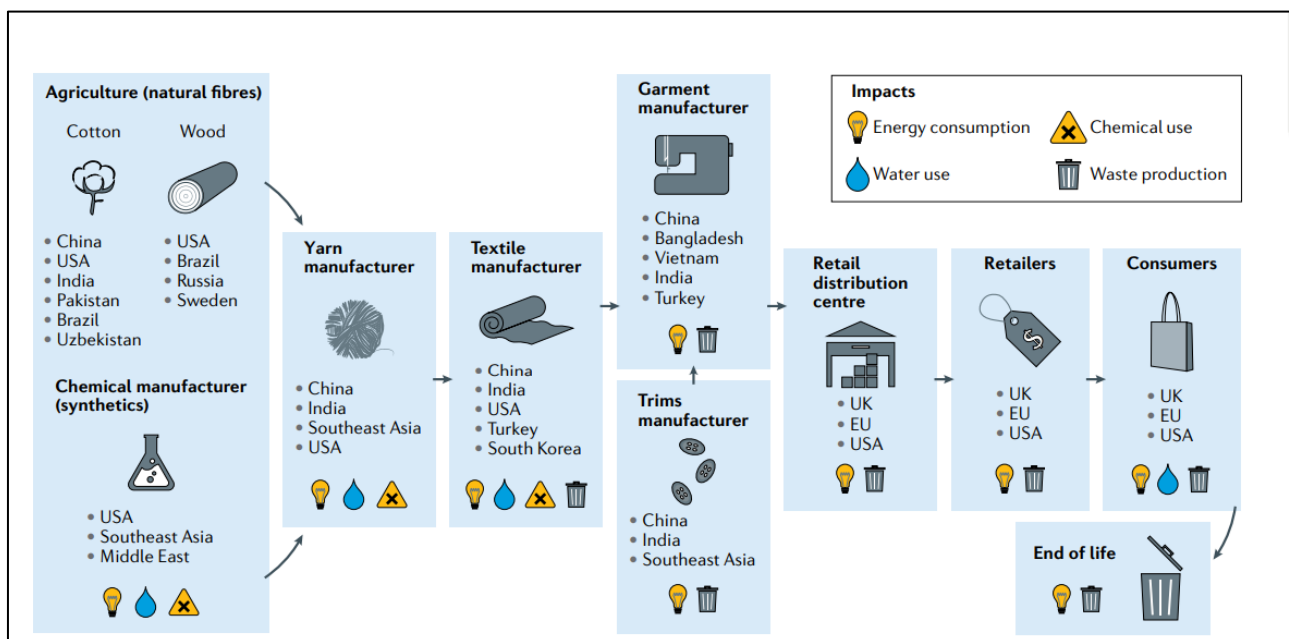 Agriculture (natural fibres)
Cotton
• China
• USA
• India
• Pakistan
• Brazil
• Uzbekistan
Wood
• USA
• Brazil
• Russia
• Sweden
Chemical manufacturer
(synthetics)
• USA
• Southeast Asia
• Middle East
Yarn
manufacturer
• China
• India
• Southeast Asia
• USA
Textile
manufacturer
• China
• India
• USA
• Turkey
• South Korea
Garment
manufacturer
• China
• Bangladesh
• Vietnam
• India
• Turkey
Trims
manufacturer
• China
• India
• Southeast Asia
Impacts
Energy consumption
Chemical use
Water use
Waste production
Retail
distribution
centre
• UK
• EU
• USA
Retailers
$
• UK
• EU
• USA
Consumers
• UK
• EU
• USA
End of life